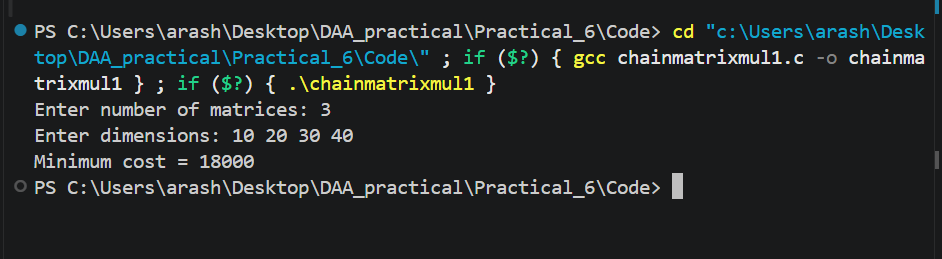 PS C:\Users\arash\Desktop\DAA_practical\Practical_6\Code> cd "c:\Users\arash\Desk
top\DAA_practical\Practical_6\Code\" ; if ($?) { gcc chainmatrixmul1.c -o chainma
trixmul1 } ; if ($?) { .\chainmatrixmul1 }
Enter number of matrices: 3
Enter dimensions: 10 20 30 40
Minimum cost = 18000
PS C:\Users\arash\Desktop\DAA_practical\Practical_6\Code>